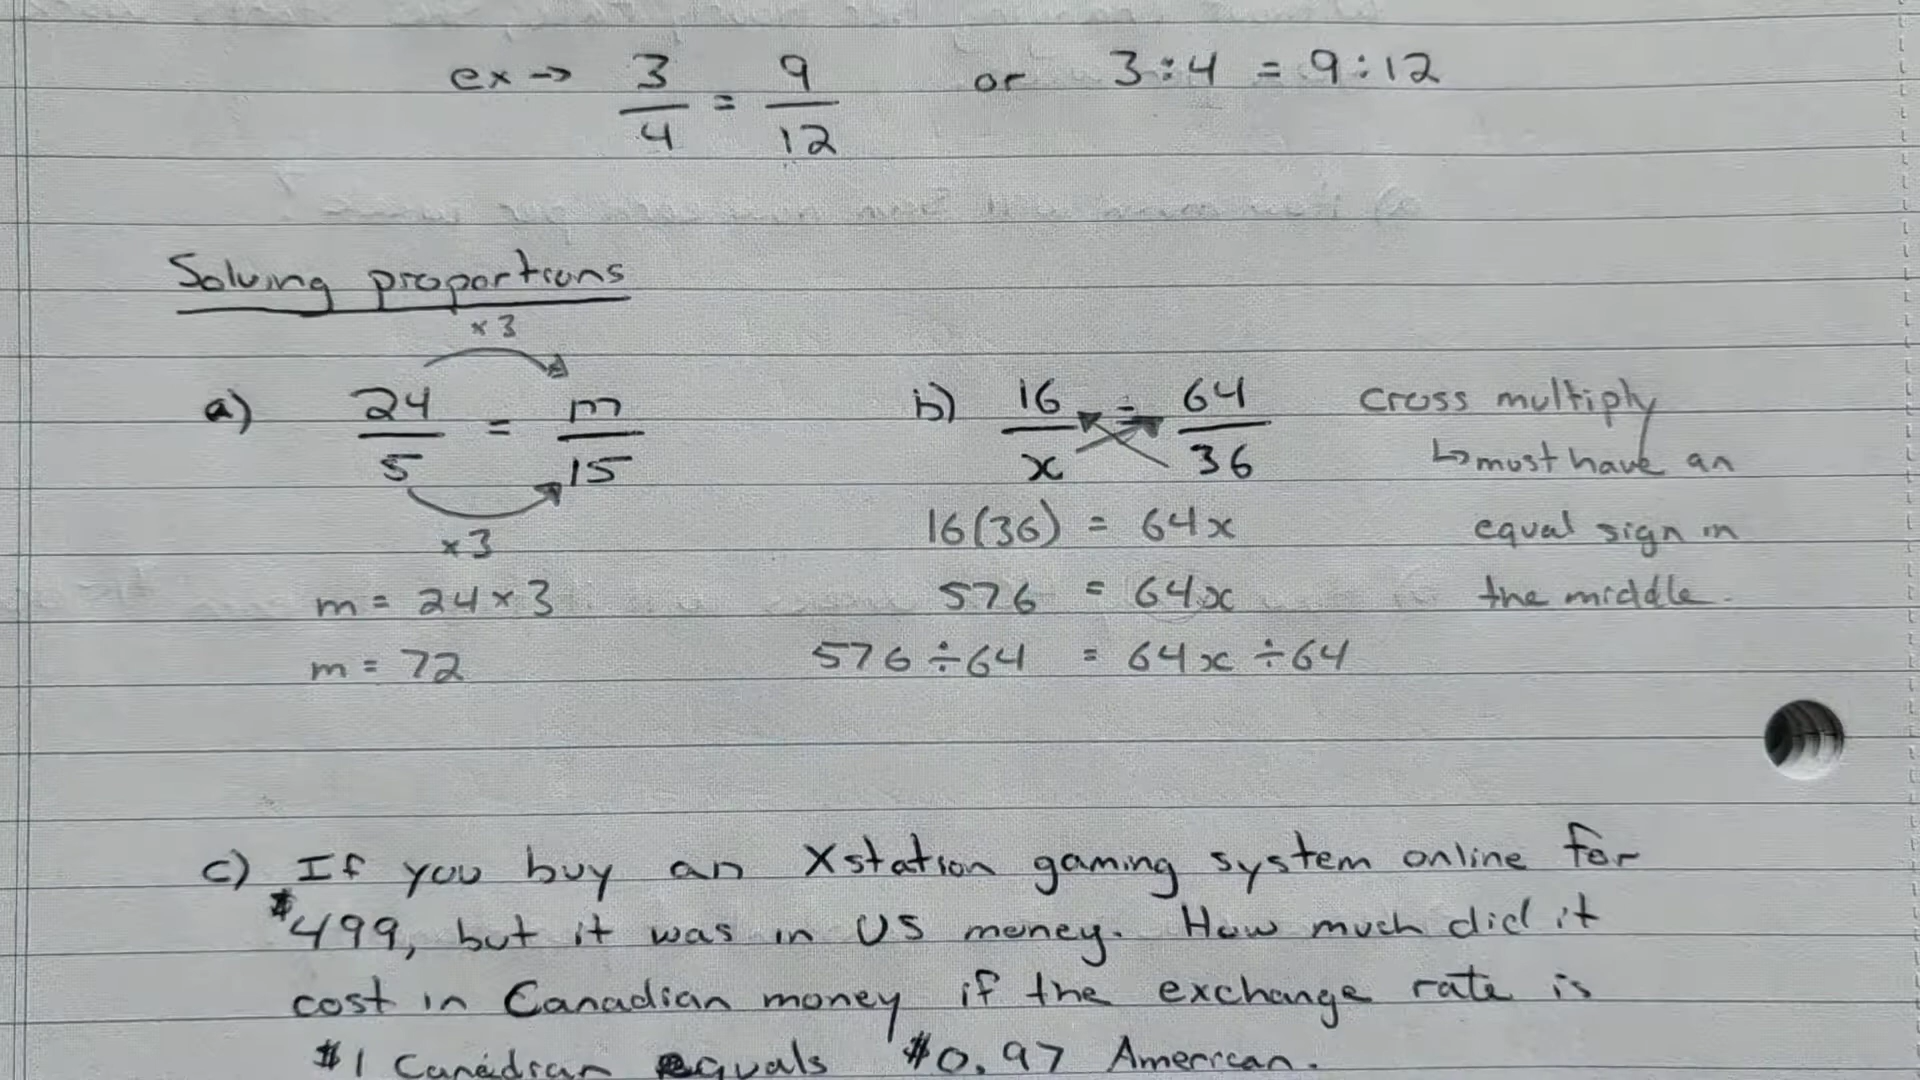 ex → 3/4 = 9/12 or 3:4 = 9:12
Solving proportions
×3
a) 24/5 = m/15
×3
m = 24 × 3
m = 72
b) 16/x = 64/36
16(36) = 64x
576 = 64x
576 ÷ 64 = 64x ÷ 64
cross multiply
↳ must have an
equal sign in
the middle.
c) If you buy an Xstation gaming system online for
$499, but it was in US money. How much did it
cost in Canadian money if the exchange rate is
$1 Canadian equals $0.97 American.